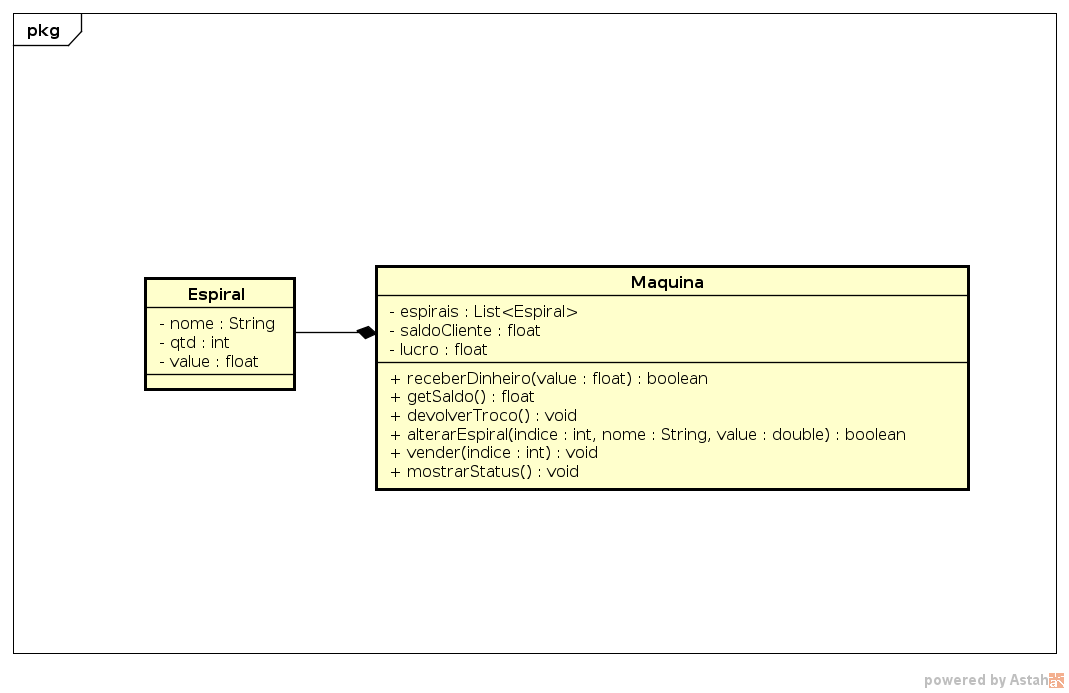 pkg
Espiral
- nome : String
- qtd : int
- value : float
Maquina
- espirais : List<Espiral>
- saldoCliente : float
- lucro : float
+ receberDinheiro(value : float) : boolean
+ getSaldo() : float
+ devolverTroco() : void
+ alterarEspiral(indice : int, nome : String, value : double) : boolean
+ vender(indice : int) : void
+ mostrarStatus() : void
powered by Astah